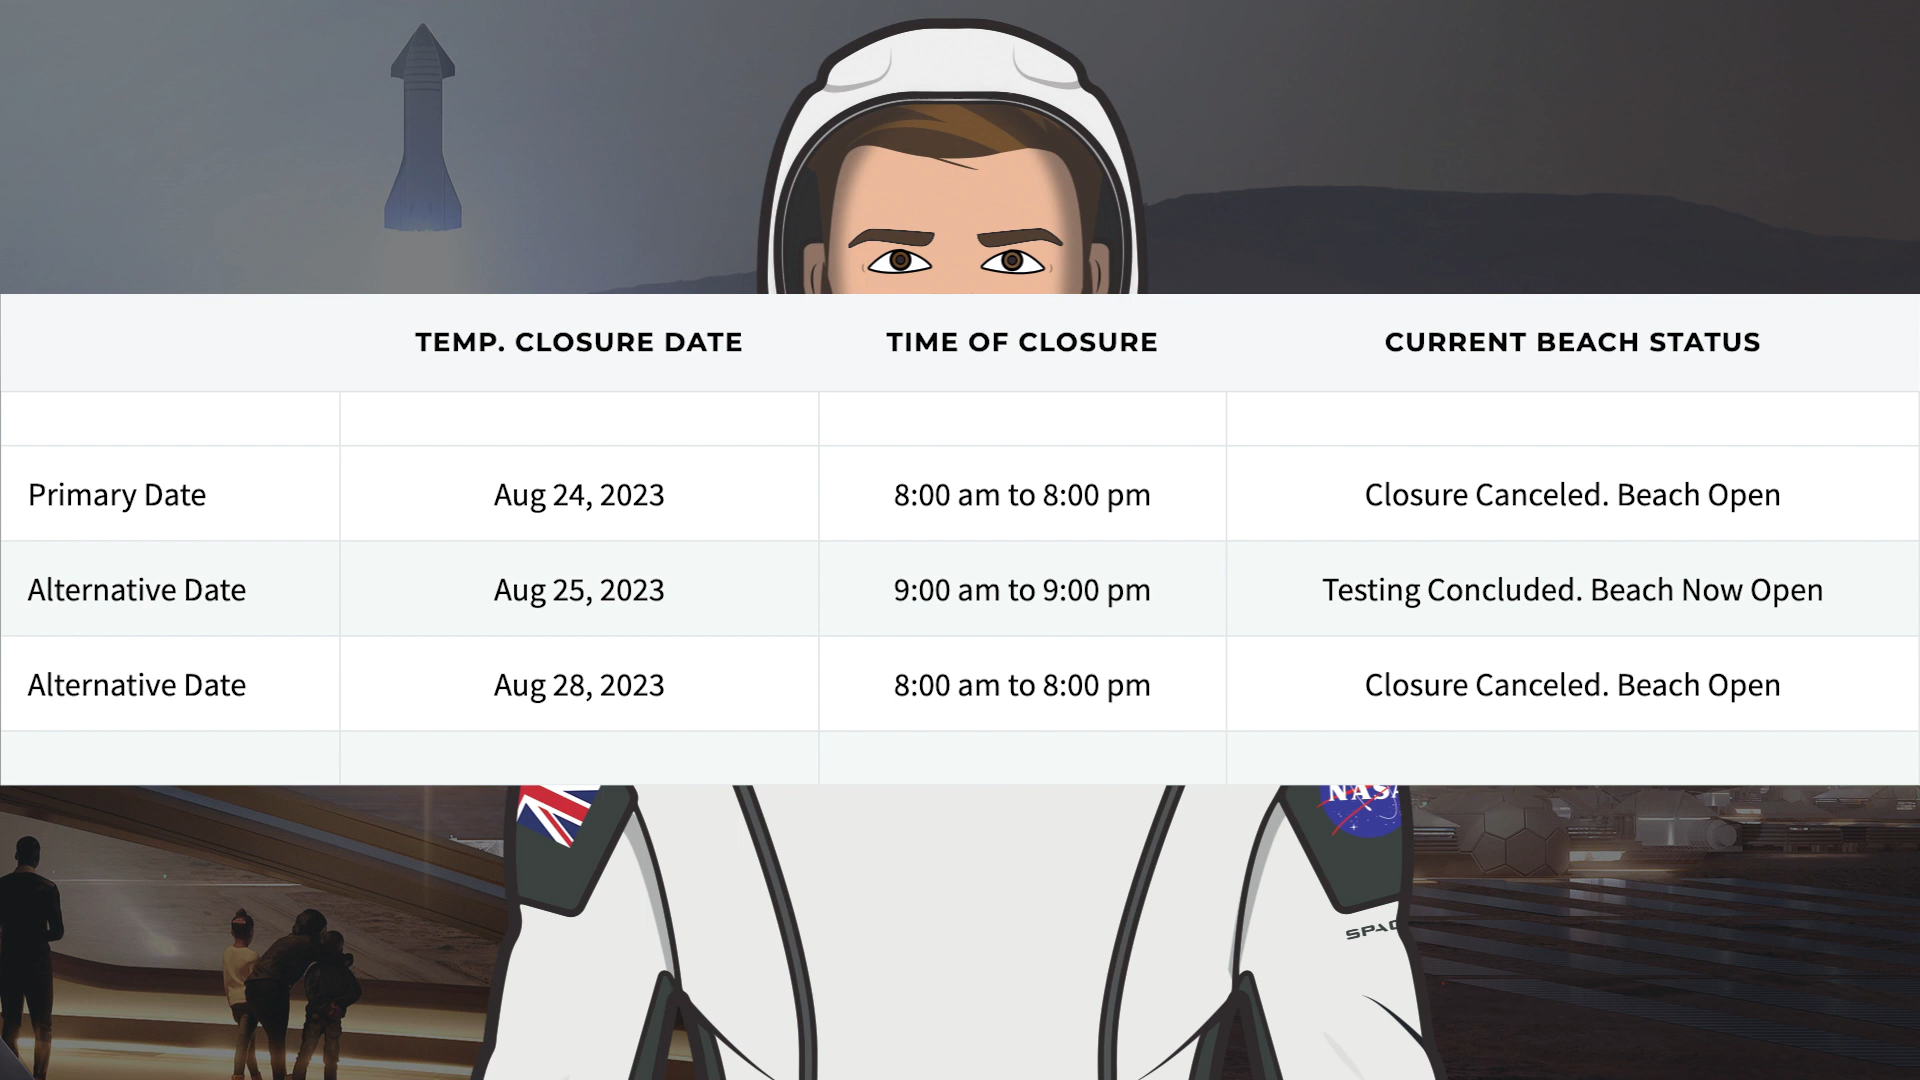 TEMP. CLOSURE DATE TIME OF CLOSURE CURRENT BEACH STATUS
Primary Date Aug 24, 2023 8:00 am to 8:00 pm Closure Canceled. Beach Open
Alternative Date Aug 25, 2023 9:00 am to 9:00 pm Testing Concluded. Beach Now Open
Alternative Date Aug 28, 2023 8:00 am to 8:00 pm Closure Canceled. Beach Open
NASA
SPAC